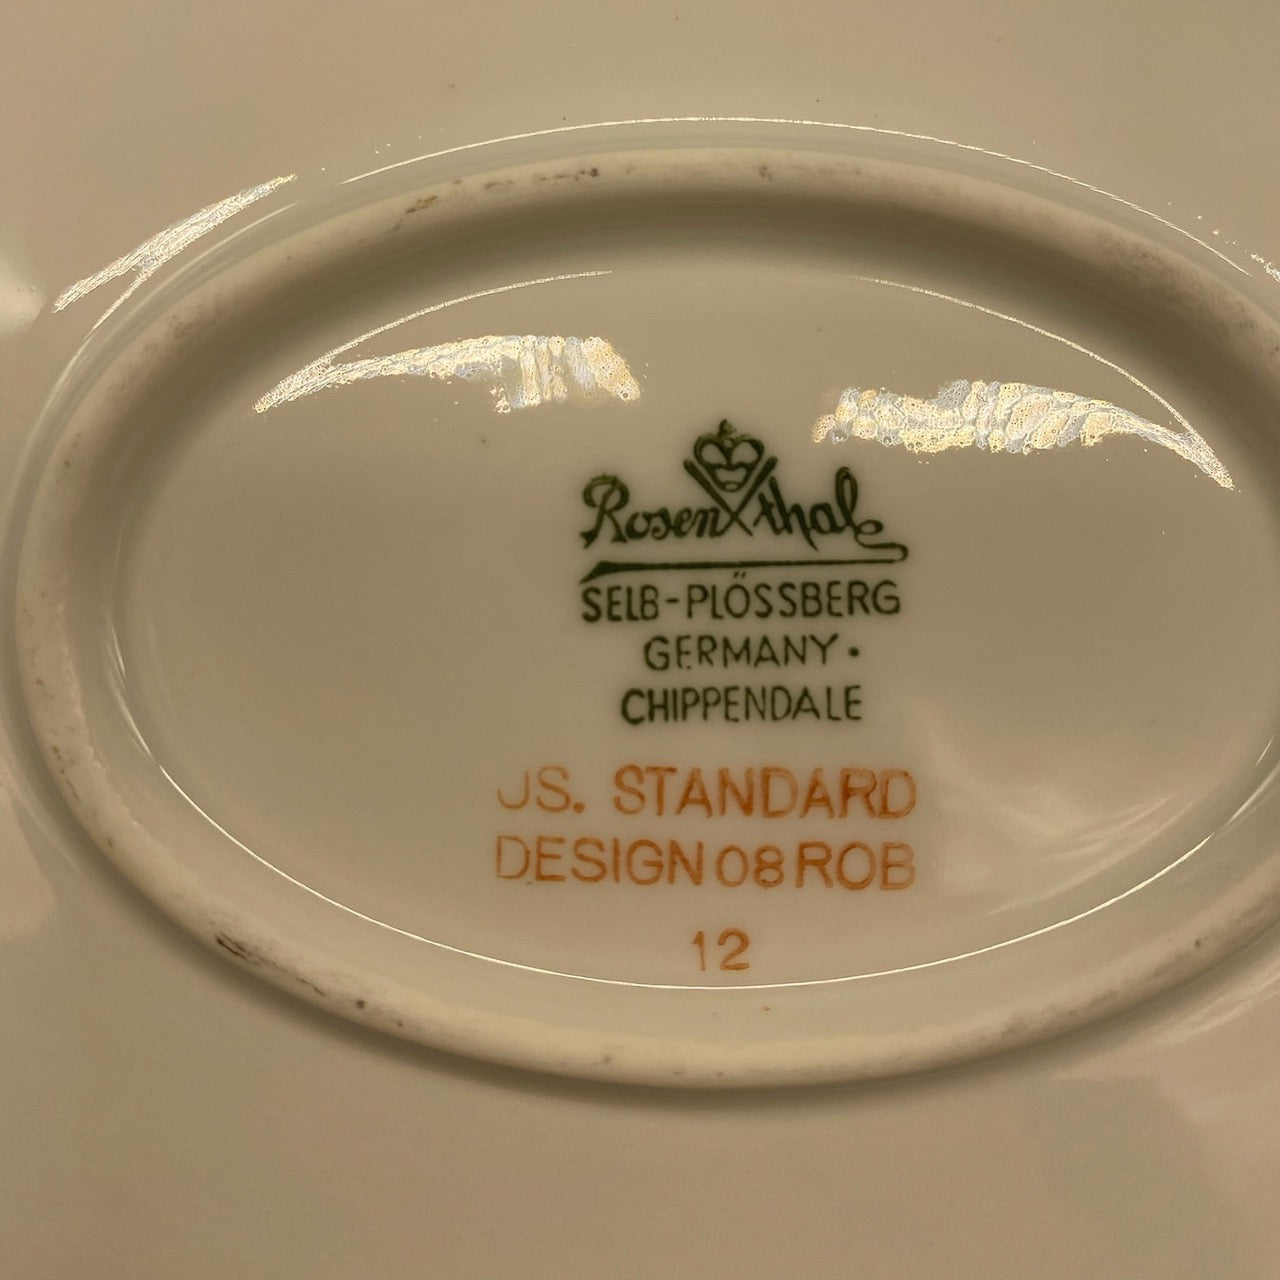 Rosenthal
SELB-PLÖSSBERG
GERMANY •
CHIPPENDALE
JS. STANDARD
DESIGN 08 ROB
12